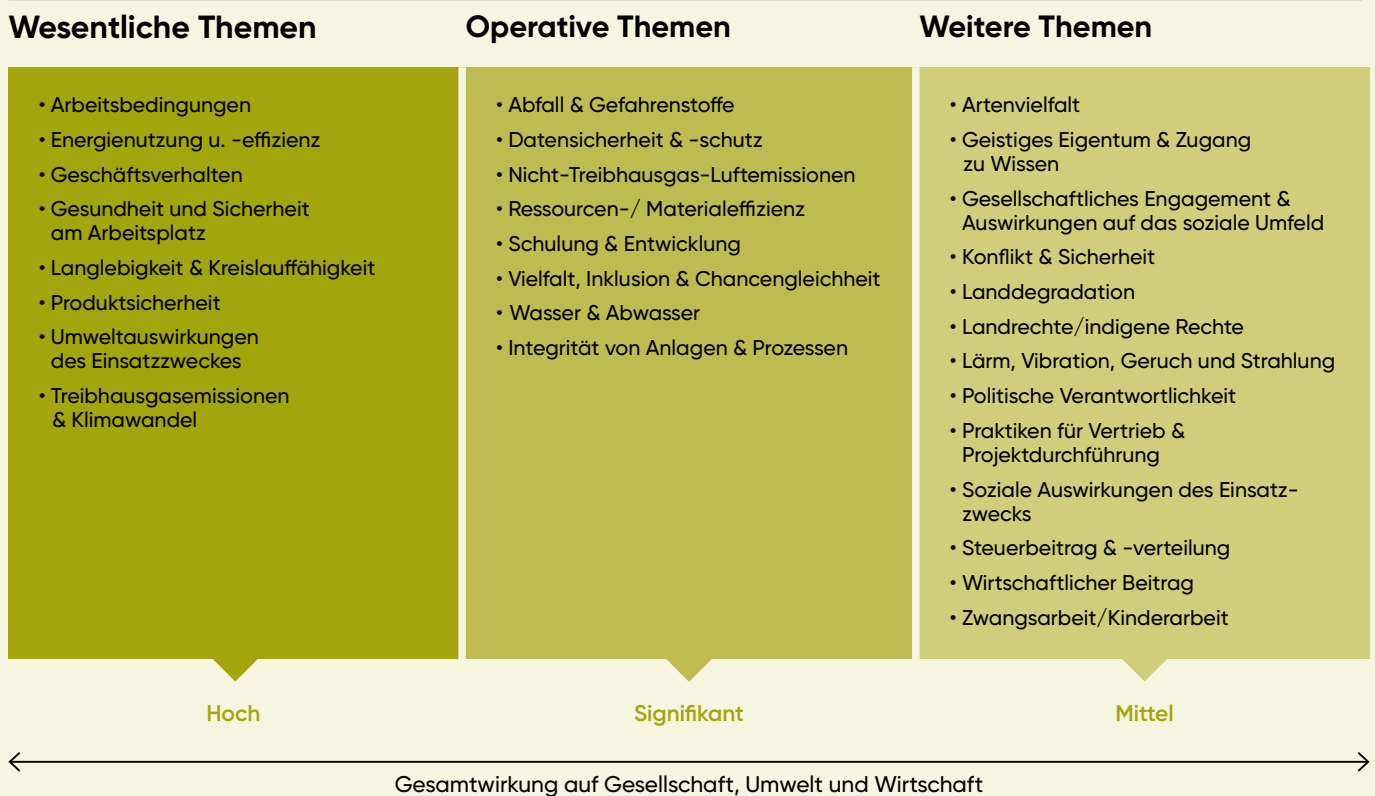 Wesentliche Themen
• Arbeitsbedingungen
• Energienutzung u. -effizienz
• Geschäftsverhalten
• Gesundheit und Sicherheit
am Arbeitsplatz
• Langlebigkeit & Kreislauffähigkeit
• Produktsicherheit
• Umweltauswirkungen
des Einsatzzweckes
• Treibhausgasemissionen
& Klimawandel
Hoch
Operative Themen
• Abfall & Gefahrenstoffe
• Datensicherheit & -schutz
• Nicht-Treibhausgas-Luftemissionen
• Ressourcen-/ Materialeffizienz
• Schulung & Entwicklung
• Vielfalt, Inklusion & Chancengleichheit
• Wasser & Abwasser
• Integrität von Anlagen & Prozessen
Signifikant
Weitere Themen
• Artenvielfalt
• Geistiges Eigentum & Zugang
zu Wissen
• Gesellschaftliches Engagement &
Auswirkungen auf das soziale Umfeld
• Konflikt & Sicherheit
• Landdegradation
• Landrechte/indigene Rechte
• Lärm, Vibration, Geruch und Strahlung
• Politische Verantwortlichkeit
• Praktiken für Vertrieb &
Projektdurchführung
• Soziale Auswirkungen des Einsatz-
zwecks
• Steuerbeitrag & -verteilung
• Wirtschaftlicher Beitrag
• Zwangsarbeit/Kinderarbeit
Mittel
Gesamtwirkung auf Gesellschaft, Umwelt und Wirtschaft